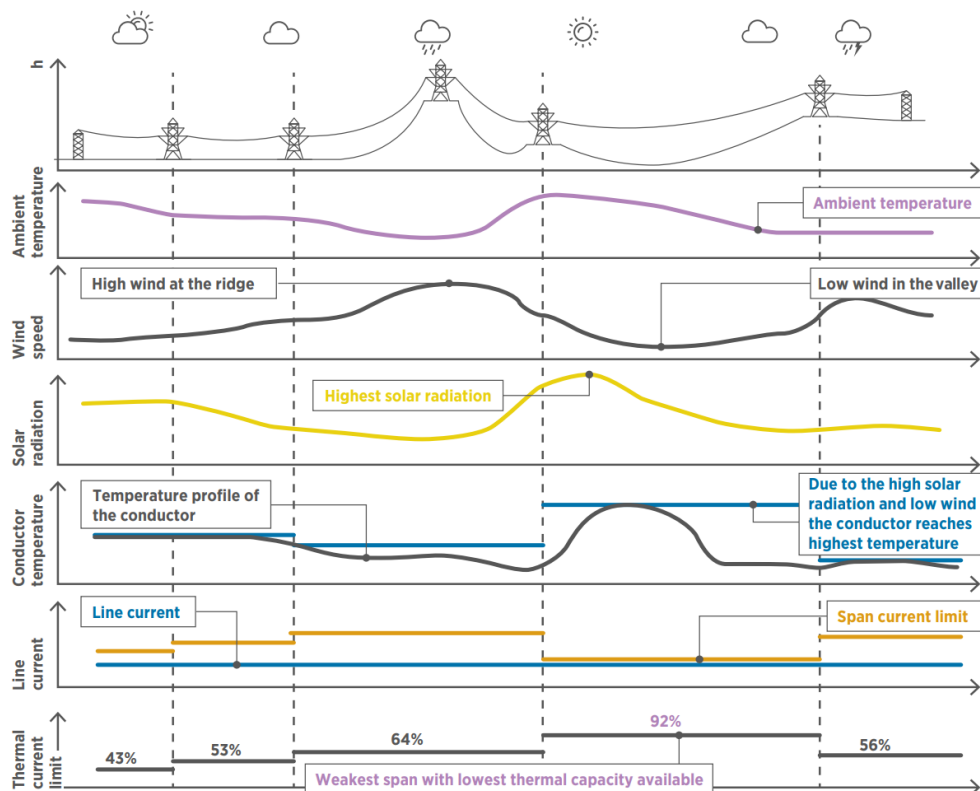 h
Ambient
temperature
Ambient temperature
Wind
speed
High wind at the ridge
Low wind in the valley
Solar
radiation
Highest solar radiation
Conductor
temperature
Temperature profile of
the conductor
Due to the high solar
radiation and low wind
the conductor reaches
highest temperature
Line
current
Line current
Span current limit
Thermal
current
limit
43%
53%
64%
92%
56%
Weakest span with lowest thermal capacity available